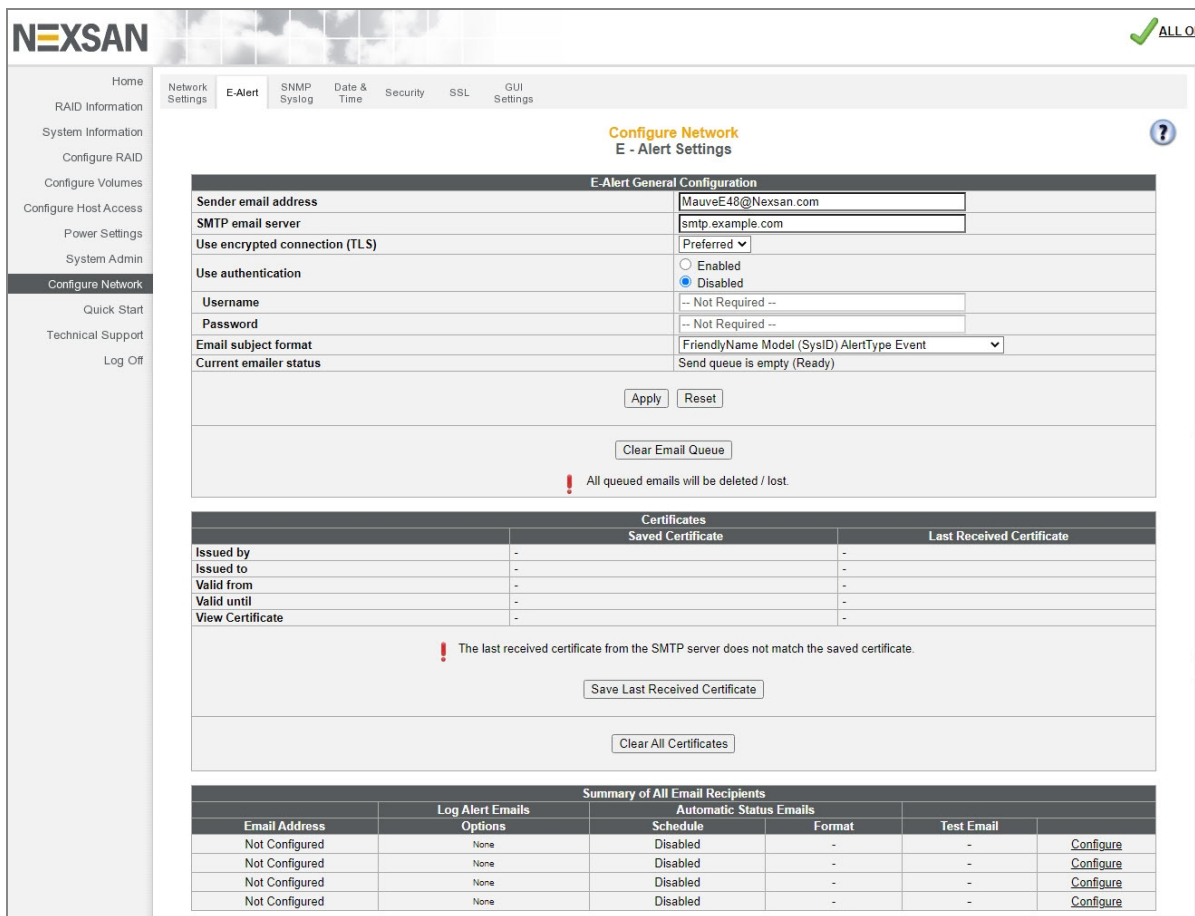 NEXSAN
ALL O
Home
RAID Information
System Information
Configure RAID
Configure Volumes
Configure Host Access
Power Settings
System Admin
Configure Network
Quick Start
Technical Support
Log Off
Network Settings E-Alert SNMP Syslog Date & Time Security SSL GUI Settings
Configure Network
E - Alert Settings
?
E-Alert General Configuration
Sender email address MauveE48@Nexsan.com
SMTP email server smtp.example.com
Use encrypted connection (TLS) Preferred
Use authentication Enabled
Disabled
Username -- Not Required --
Password -- Not Required --
Email subject format FriendlyName Model (SysID) AlertType Event
Current emailer status Send queue is empty (Ready)
Apply Reset
Clear Email Queue
! All queued emails will be deleted / lost.
Certificates
Saved Certificate Last Received Certificate
Issued by - -
Issued to - -
Valid from - -
Valid until - -
View Certificate - -
! The last received certificate from the SMTP server does not match the saved certificate.
Save Last Received Certificate
Clear All Certificates
Summary of All Email Recipients
Log Alert Emails Automatic Status Emails
Email Address Options Schedule Format Test Email
Not Configured None Disabled - - Configure
Not Configured None Disabled - - Configure
Not Configured None Disabled - - Configure
Not Configured None Disabled - - Configure